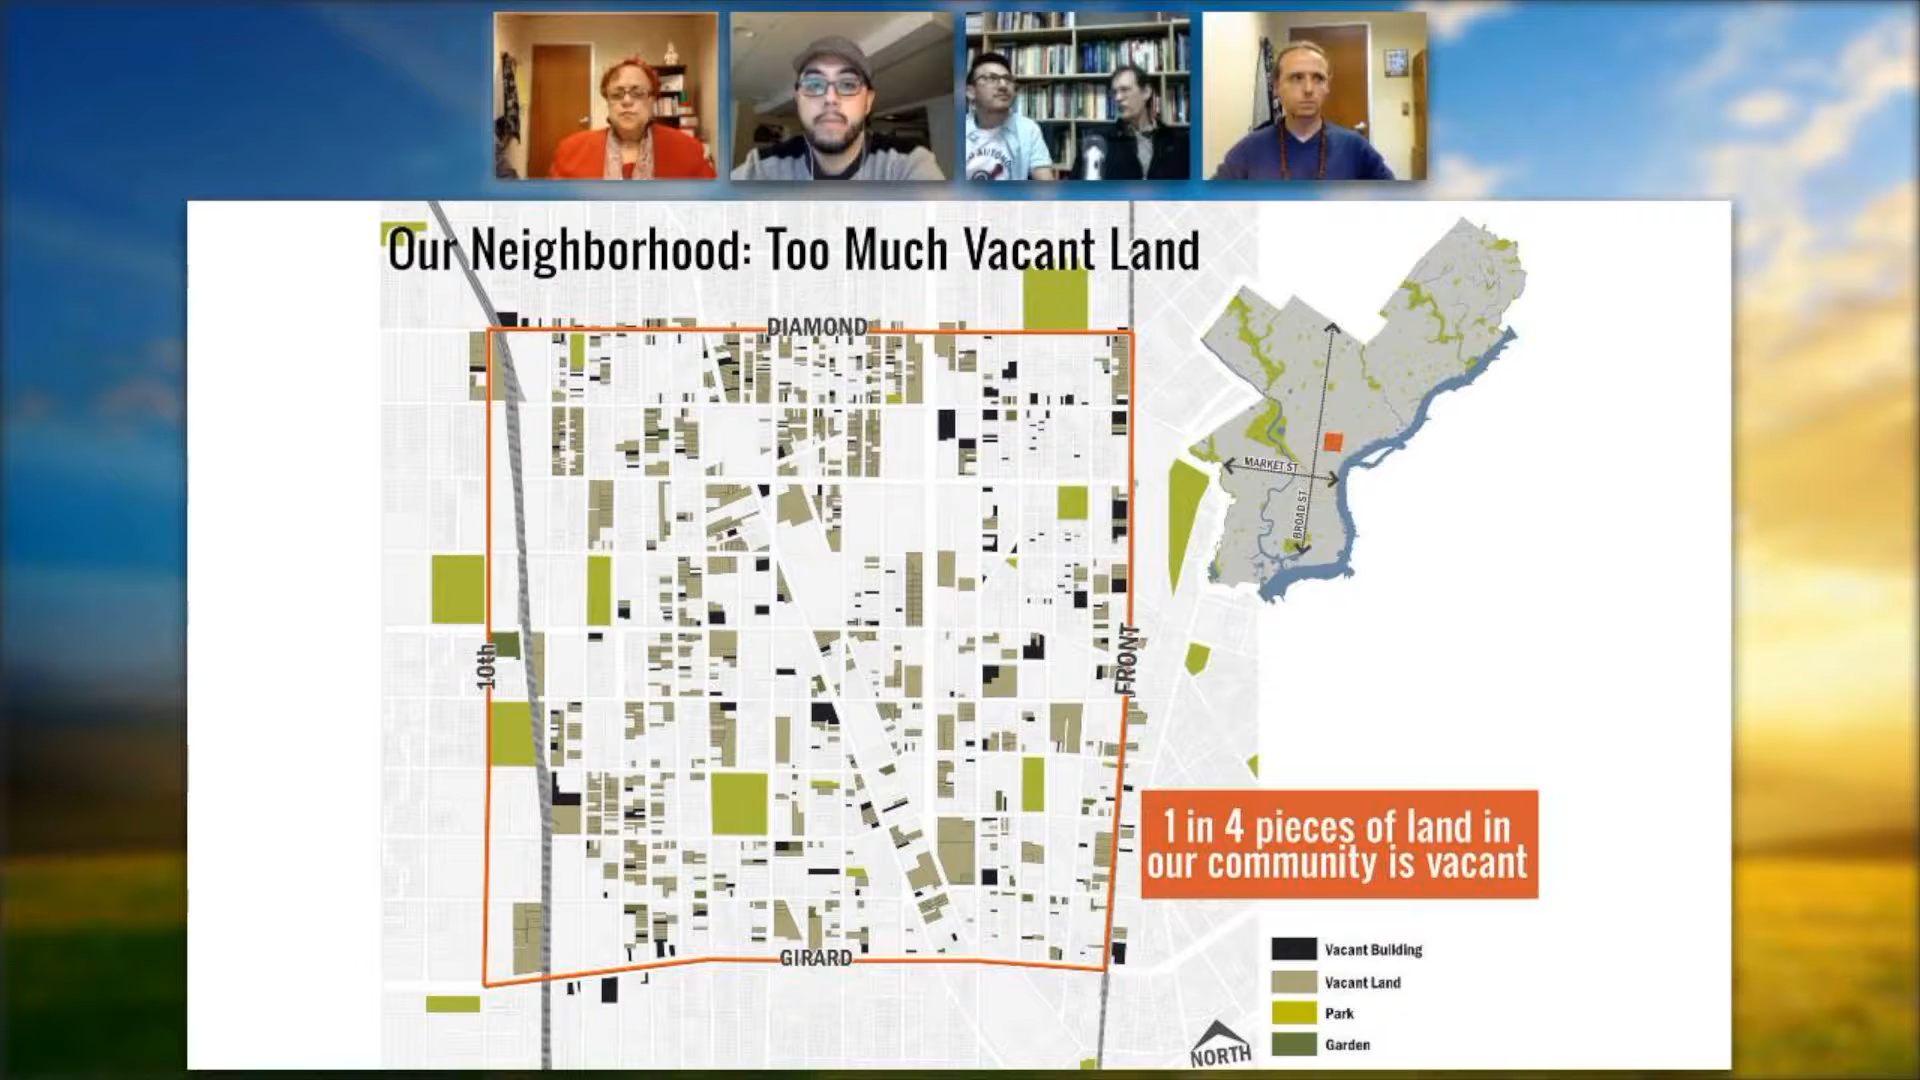 Our Neighborhood: Too Much Vacant Land
DIAMOND
MARKET ST
BROAD ST
10th
FRONT
1 in 4 pieces of land in
our community is vacant
GIRARD
Vacant Building
Vacant Land
Park
Garden
NORTH